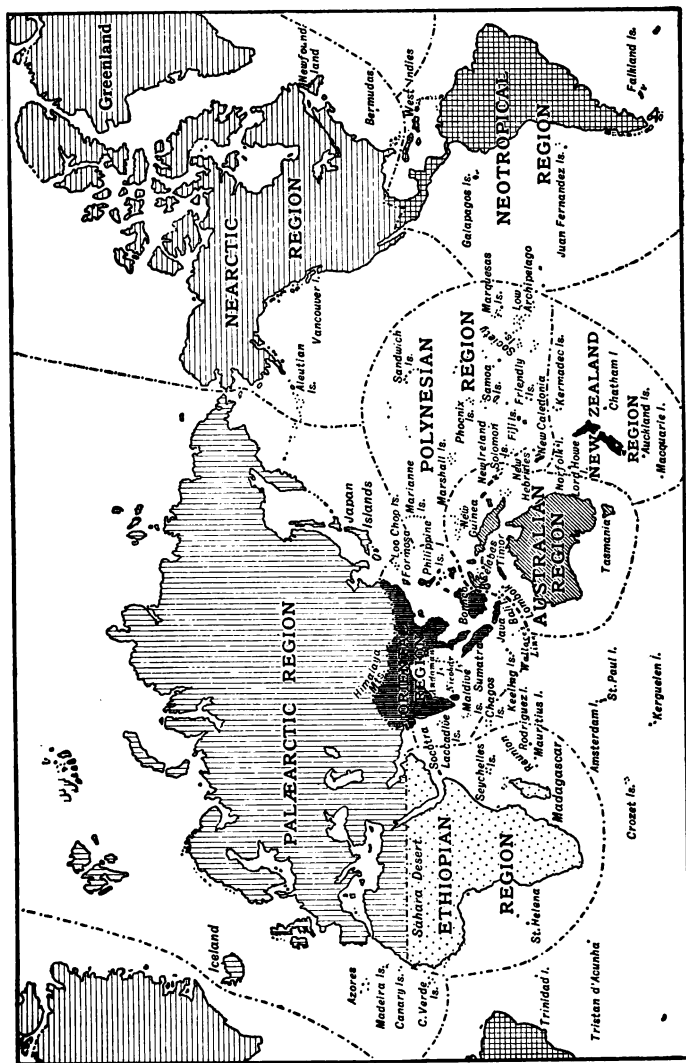 Greenland
Newfound-
land
Bermudas
West Indies
NEARCTIC
REGION
Vancouver I.
Aleutian
Is.
Galapagos Is.
NEOTROPICAL
REGION
Juan Fernandez Is.
Falkland Is.
Sandwich
Is.
POLYNESIAN
REGION
Marquesas
Is.
Low
Archipelago
Society
Is.
Phoenix
Is.
Samoa
Is.
Friendly
Is.
Fiji Is.
Marshall Is.
Marianne
Is.
New Ireland
Solomon
Is.
New
Hebrides
New Caledonia
Kermadec Is.
Norfolk I.
Lord Howe
NEW ZEALAND
REGION
Chatham I
Auckland Is.
Macquarie I.
Japan
Islands
Loo Choo Is.
Formosa
Philippine
Is.
New
Guinea
Celebes
Timor
Borneo
Java
Bali
Lombok
Wallace's
Line
AUSTRALIAN
REGION
Tasmania
PALÆARCTIC REGION
Himalaya
Mts.
ORIENTAL
REGION
Andaman
I.
Nicobar
Sumatra
Maldive
Is.
Chagos
Is.
Keeling Is.
Laccadive
Is.
Socotra
Seychelles
Is.
Rodriguez I.
Mauritius I.
Reunion
Madagascar
Amsterdam I.
St. Paul I.
Kerguelen I.
Crozet Is.
Sahara Desert
ETHIOPIAN
REGION
St. Helena
Iceland
Azores
Madeira Is.
Canary Is.
C. Verde
Is.
Trinidad I.
Tristan d'Acunha